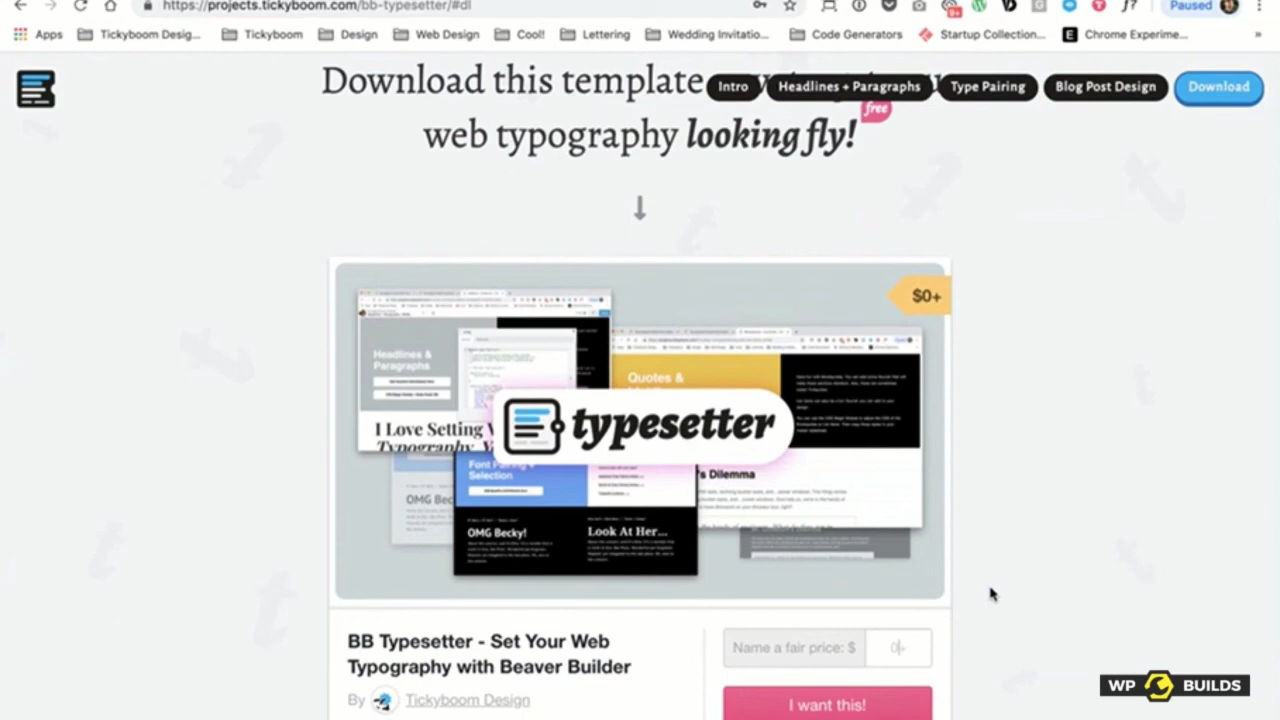 https://projects.tickyboom.com/bb-typesetter/#dl
Paused
Apps
Tickyboom Desig...
Tickyboom
Design
Web Design
Cool!
Lettering
Wedding Invitatio...
Code Generators
Startup Collection...
Chrome Experime...
»
Download this template
Intro
Headlines + Paragraphs
Type Pairing
Blog Post Design
Download
free
web typography looking fly!
$0+
Headlines &
Paragraphs
Quotes &
typesetter
I Love Setting
Typography,
Font Pairing +
Selection
's Dilemma
OMG Bec
OMG Becky!
Look At Her...
BB Typesetter - Set Your Web
Typography with Beaver Builder
Name a fair price: $
0+
By
Tickyboom Design
I want this!
WP BUILDS